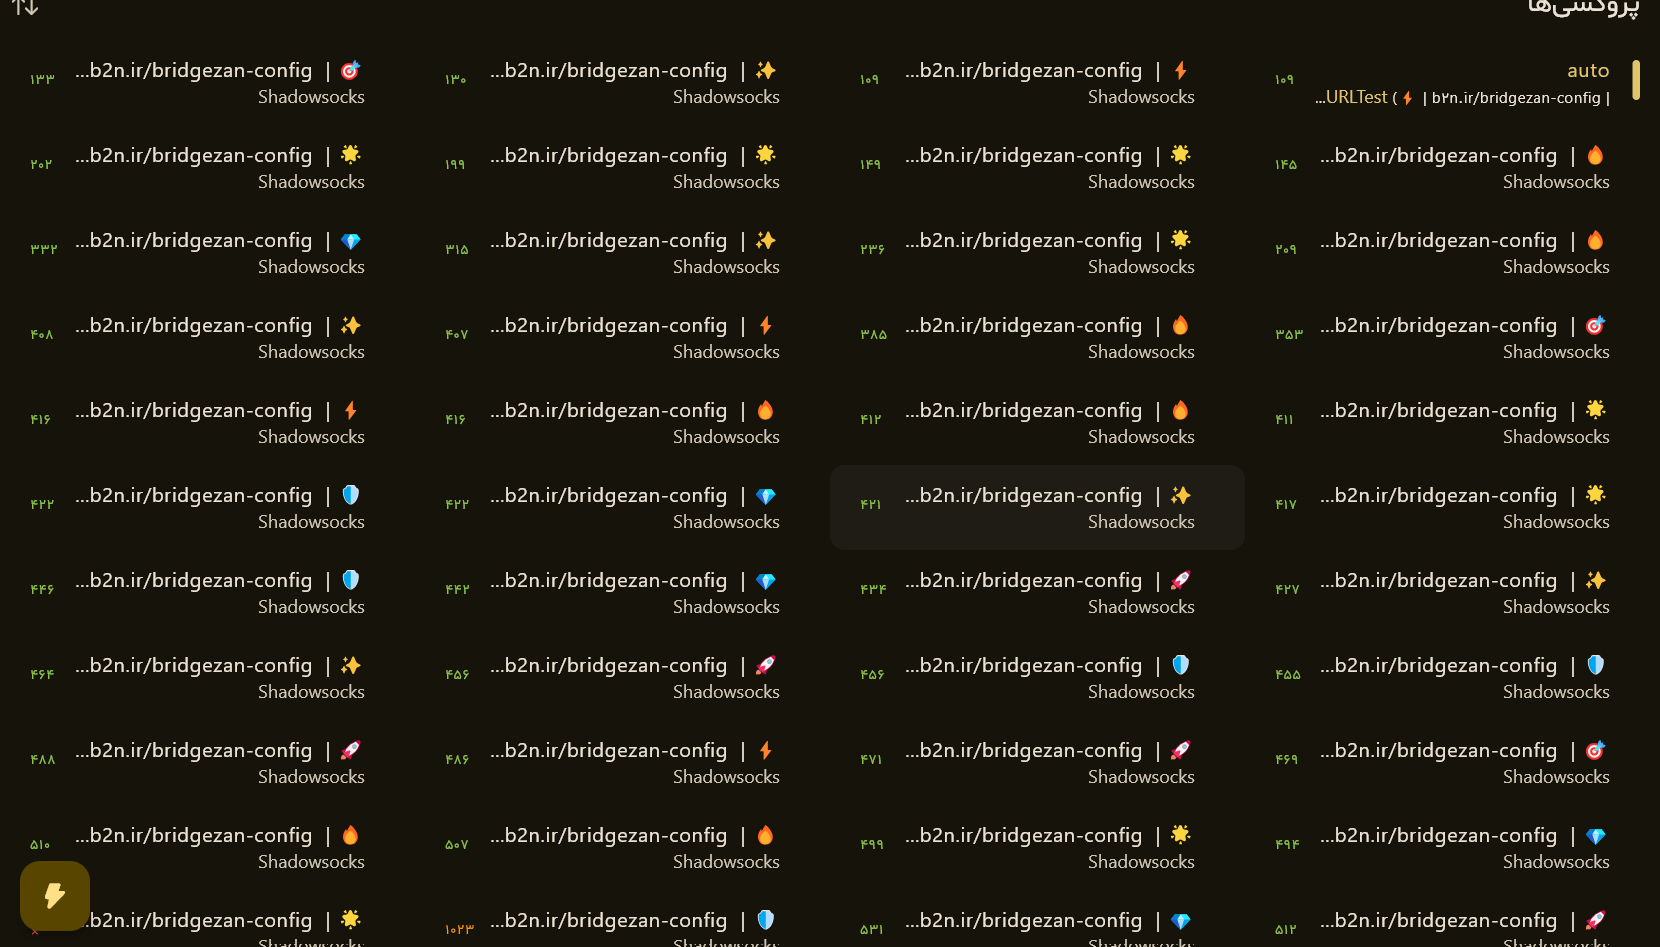 پروکسی‌ها
auto
URLTest ( ⚡ | b۲n.ir/bridgezan-config |...
۱۰۹
⚡ | b2n.ir/bridgezan-config...
Shadowsocks
۱۰۹
✨ | b2n.ir/bridgezan-config...
Shadowsocks
۱۳۰
🎯 | b2n.ir/bridgezan-config...
Shadowsocks
۱۳۳
🔥 | b2n.ir/bridgezan-config...
Shadowsocks
۱۴۵
🌟 | b2n.ir/bridgezan-config...
Shadowsocks
۱۴۹
🌟 | b2n.ir/bridgezan-config...
Shadowsocks
۱۹۹
🌟 | b2n.ir/bridgezan-config...
Shadowsocks
۲۰۲
🔥 | b2n.ir/bridgezan-config...
Shadowsocks
۲۰۹
🌟 | b2n.ir/bridgezan-config...
Shadowsocks
۲۳۶
✨ | b2n.ir/bridgezan-config...
Shadowsocks
۳۱۵
💎 | b2n.ir/bridgezan-config...
Shadowsocks
۳۳۲
🎯 | b2n.ir/bridgezan-config...
Shadowsocks
۳۵۳
🔥 | b2n.ir/bridgezan-config...
Shadowsocks
۳۸۵
⚡ | b2n.ir/bridgezan-config...
Shadowsocks
۴۰۷
✨ | b2n.ir/bridgezan-config...
Shadowsocks
۴۰۸
🌟 | b2n.ir/bridgezan-config...
Shadowsocks
۴۱۱
🔥 | b2n.ir/bridgezan-config...
Shadowsocks
۴۱۲
🔥 | b2n.ir/bridgezan-config...
Shadowsocks
۴۱۶
⚡ | b2n.ir/bridgezan-config...
Shadowsocks
۴۱۶
🌟 | b2n.ir/bridgezan-config...
Shadowsocks
۴۱۷
✨ | b2n.ir/bridgezan-config...
Shadowsocks
۴۲۱
💎 | b2n.ir/bridgezan-config...
Shadowsocks
۴۲۲
🛡️ | b2n.ir/bridgezan-config...
Shadowsocks
۴۲۲
✨ | b2n.ir/bridgezan-config...
Shadowsocks
۴۲۷
🚀 | b2n.ir/bridgezan-config...
Shadowsocks
۴۳۴
💎 | b2n.ir/bridgezan-config...
Shadowsocks
۴۴۲
🛡️ | b2n.ir/bridgezan-config...
Shadowsocks
۴۴۶
🛡️ | b2n.ir/bridgezan-config...
Shadowsocks
۴۵۵
🛡️ | b2n.ir/bridgezan-config...
Shadowsocks
۴۵۶
🚀 | b2n.ir/bridgezan-config...
Shadowsocks
۴۵۶
✨ | b2n.ir/bridgezan-config...
Shadowsocks
۴۶۴
🎯 | b2n.ir/bridgezan-config...
Shadowsocks
۴۶۹
🚀 | b2n.ir/bridgezan-config...
Shadowsocks
۴۷۱
⚡ | b2n.ir/bridgezan-config...
Shadowsocks
۴۸۶
🚀 | b2n.ir/bridgezan-config...
Shadowsocks
۴۸۸
💎 | b2n.ir/bridgezan-config...
Shadowsocks
۴۹۴
🌟 | b2n.ir/bridgezan-config...
Shadowsocks
۴۹۹
🔥 | b2n.ir/bridgezan-config...
Shadowsocks
۵۰۷
🔥 | b2n.ir/bridgezan-config...
Shadowsocks
۵۱۰
🚀 | b2n.ir/bridgezan-config...
Shadowsocks
۵۱۲
💎 | b2n.ir/bridgezan-config...
Shadowsocks
۵۳۱
🛡️ | b2n.ir/bridgezan-config...
Shadowsocks
۱۰۲۳
🌟 | b2n.ir/bridgezan-config
Shadowsocks
×